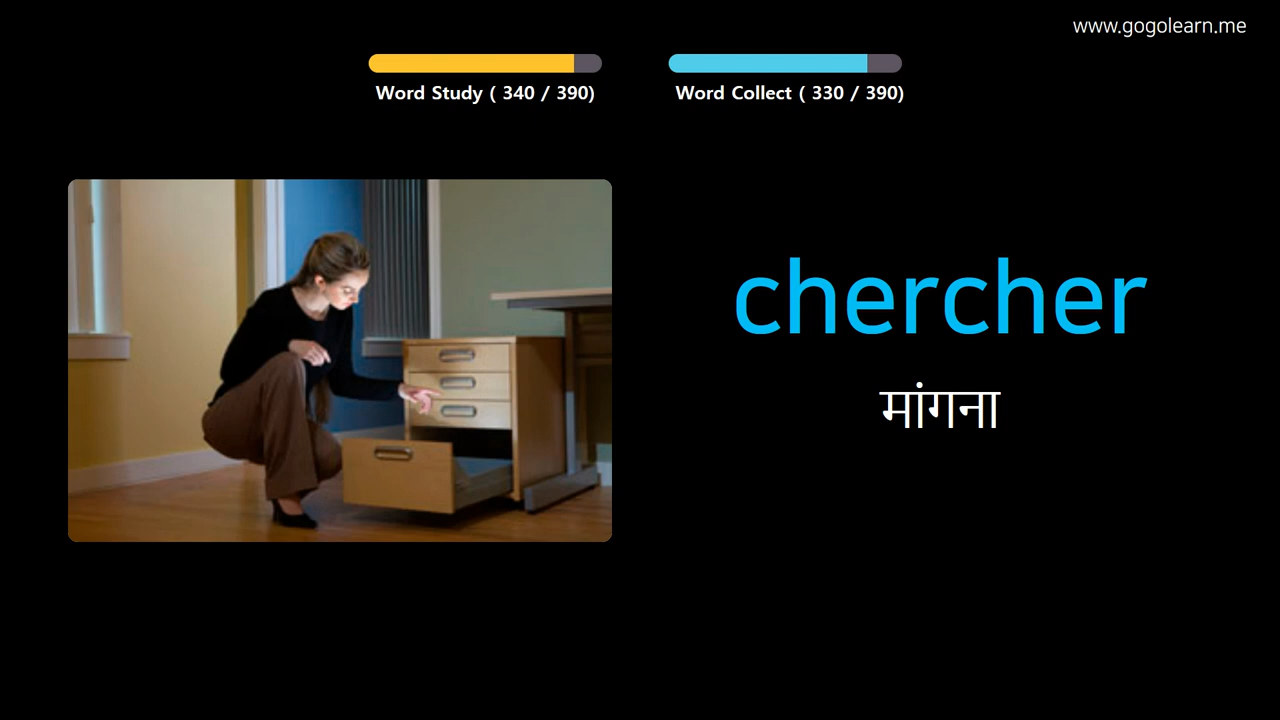 www.gogolearn.me
Word Study ( 340 / 390)
Word Collect ( 330 / 390)
chercher
मांगना